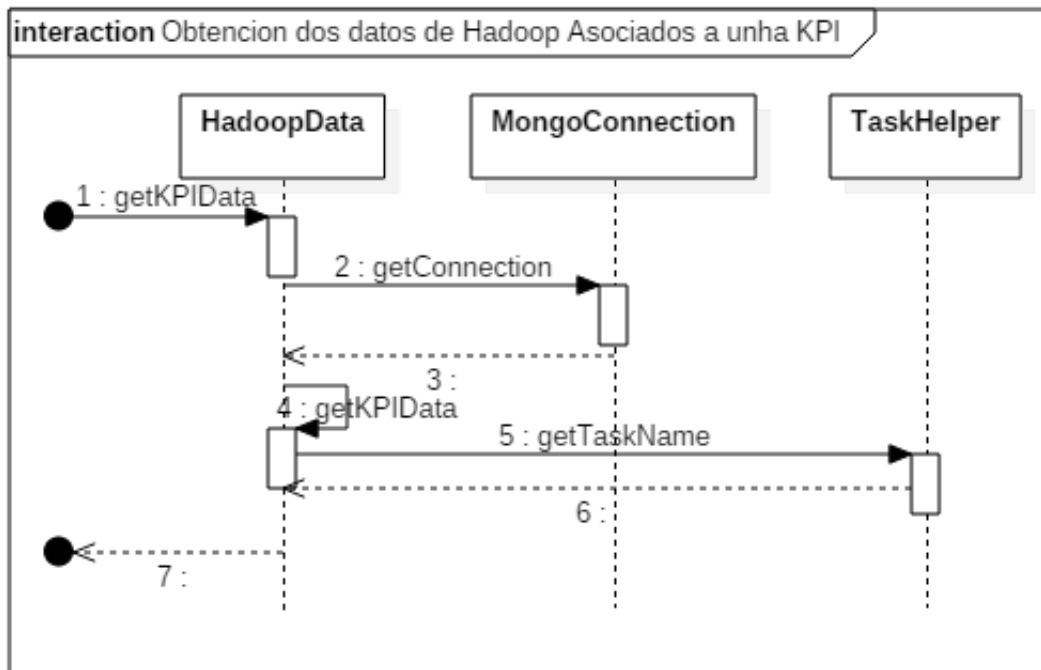 interaction Obtencion dos datos de Hadoop Asociados a unha KPI
HadoopData
MongoConnection
TaskHelper
1 : getKPIData
2 : getConnection
3 :
4 : getKPIData
5 : getTaskName
6 :
7 :